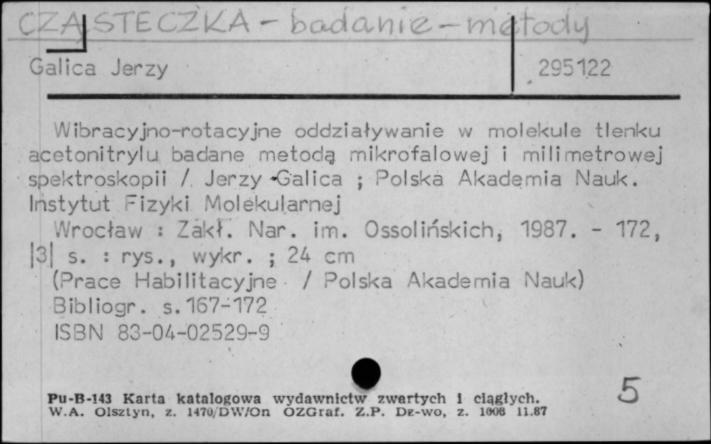 CZĄSTECZKA - badanie - metody
Galica Jerzy 295122
Wibracyjno-rotacyjne oddziaływanie w molekule tlenku
acetonitrylu badane metodą mikrofalowej i milimetrowej
spektroskopii / Jerzy Galica ; Polska Akademia Nauk.
Instytut Fizyki Molekularnej
Wrocław : Zakł. Nar. im. Ossolińskich, 1987. - 172,
|3| s. : rys., wykr. ; 24 cm
(Prace Habilitacyjne / Polska Akademia Nauk)
Bibliogr. s.167-172
ISBN 83-04-02529-9
Pu-B-143 Karta katalogowa wydawnictw zwartych i ciągłych.
W.A. Olsztyn, z. 1470/DW/On OZGraf. Z.P. Dz-wo, z. 1606 11.87
5